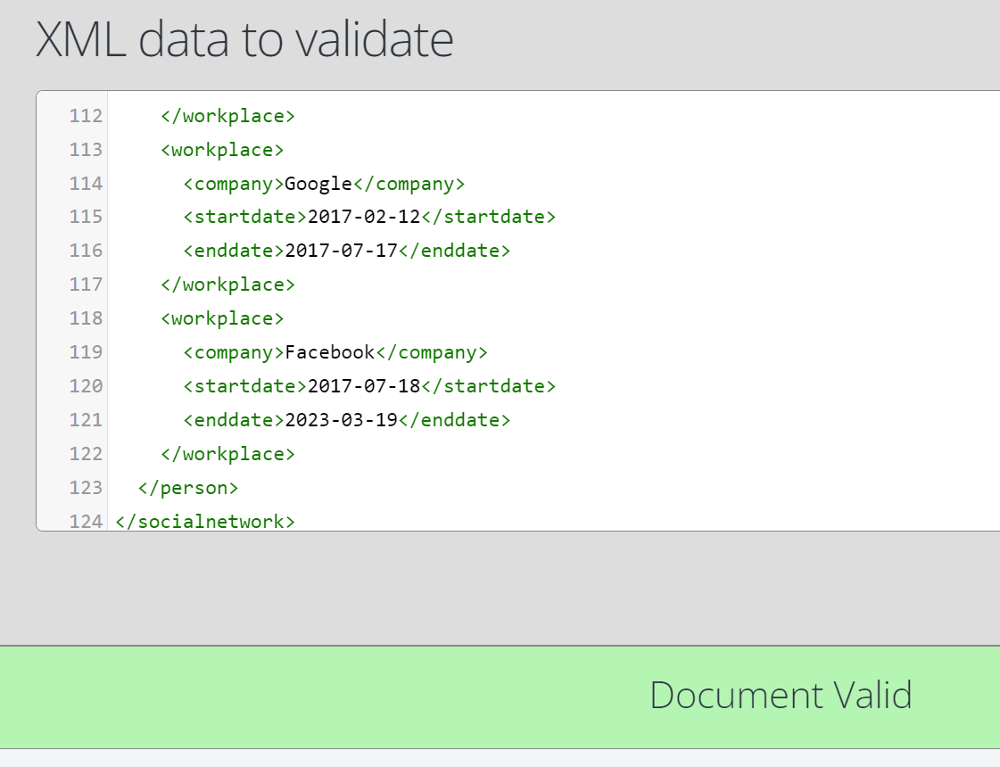 XML data to validate
112 </workplace>
113 <workplace>
114 <company>Google</company>
115 <startdate>2017-02-12</startdate>
116 <enddate>2017-07-17</enddate>
117 </workplace>
118 <workplace>
119 <company>Facebook</company>
120 <startdate>2017-07-18</startdate>
121 <enddate>2023-03-19</enddate>
122 </workplace>
123 </person>
124 </socialnetwork>
Document Valid